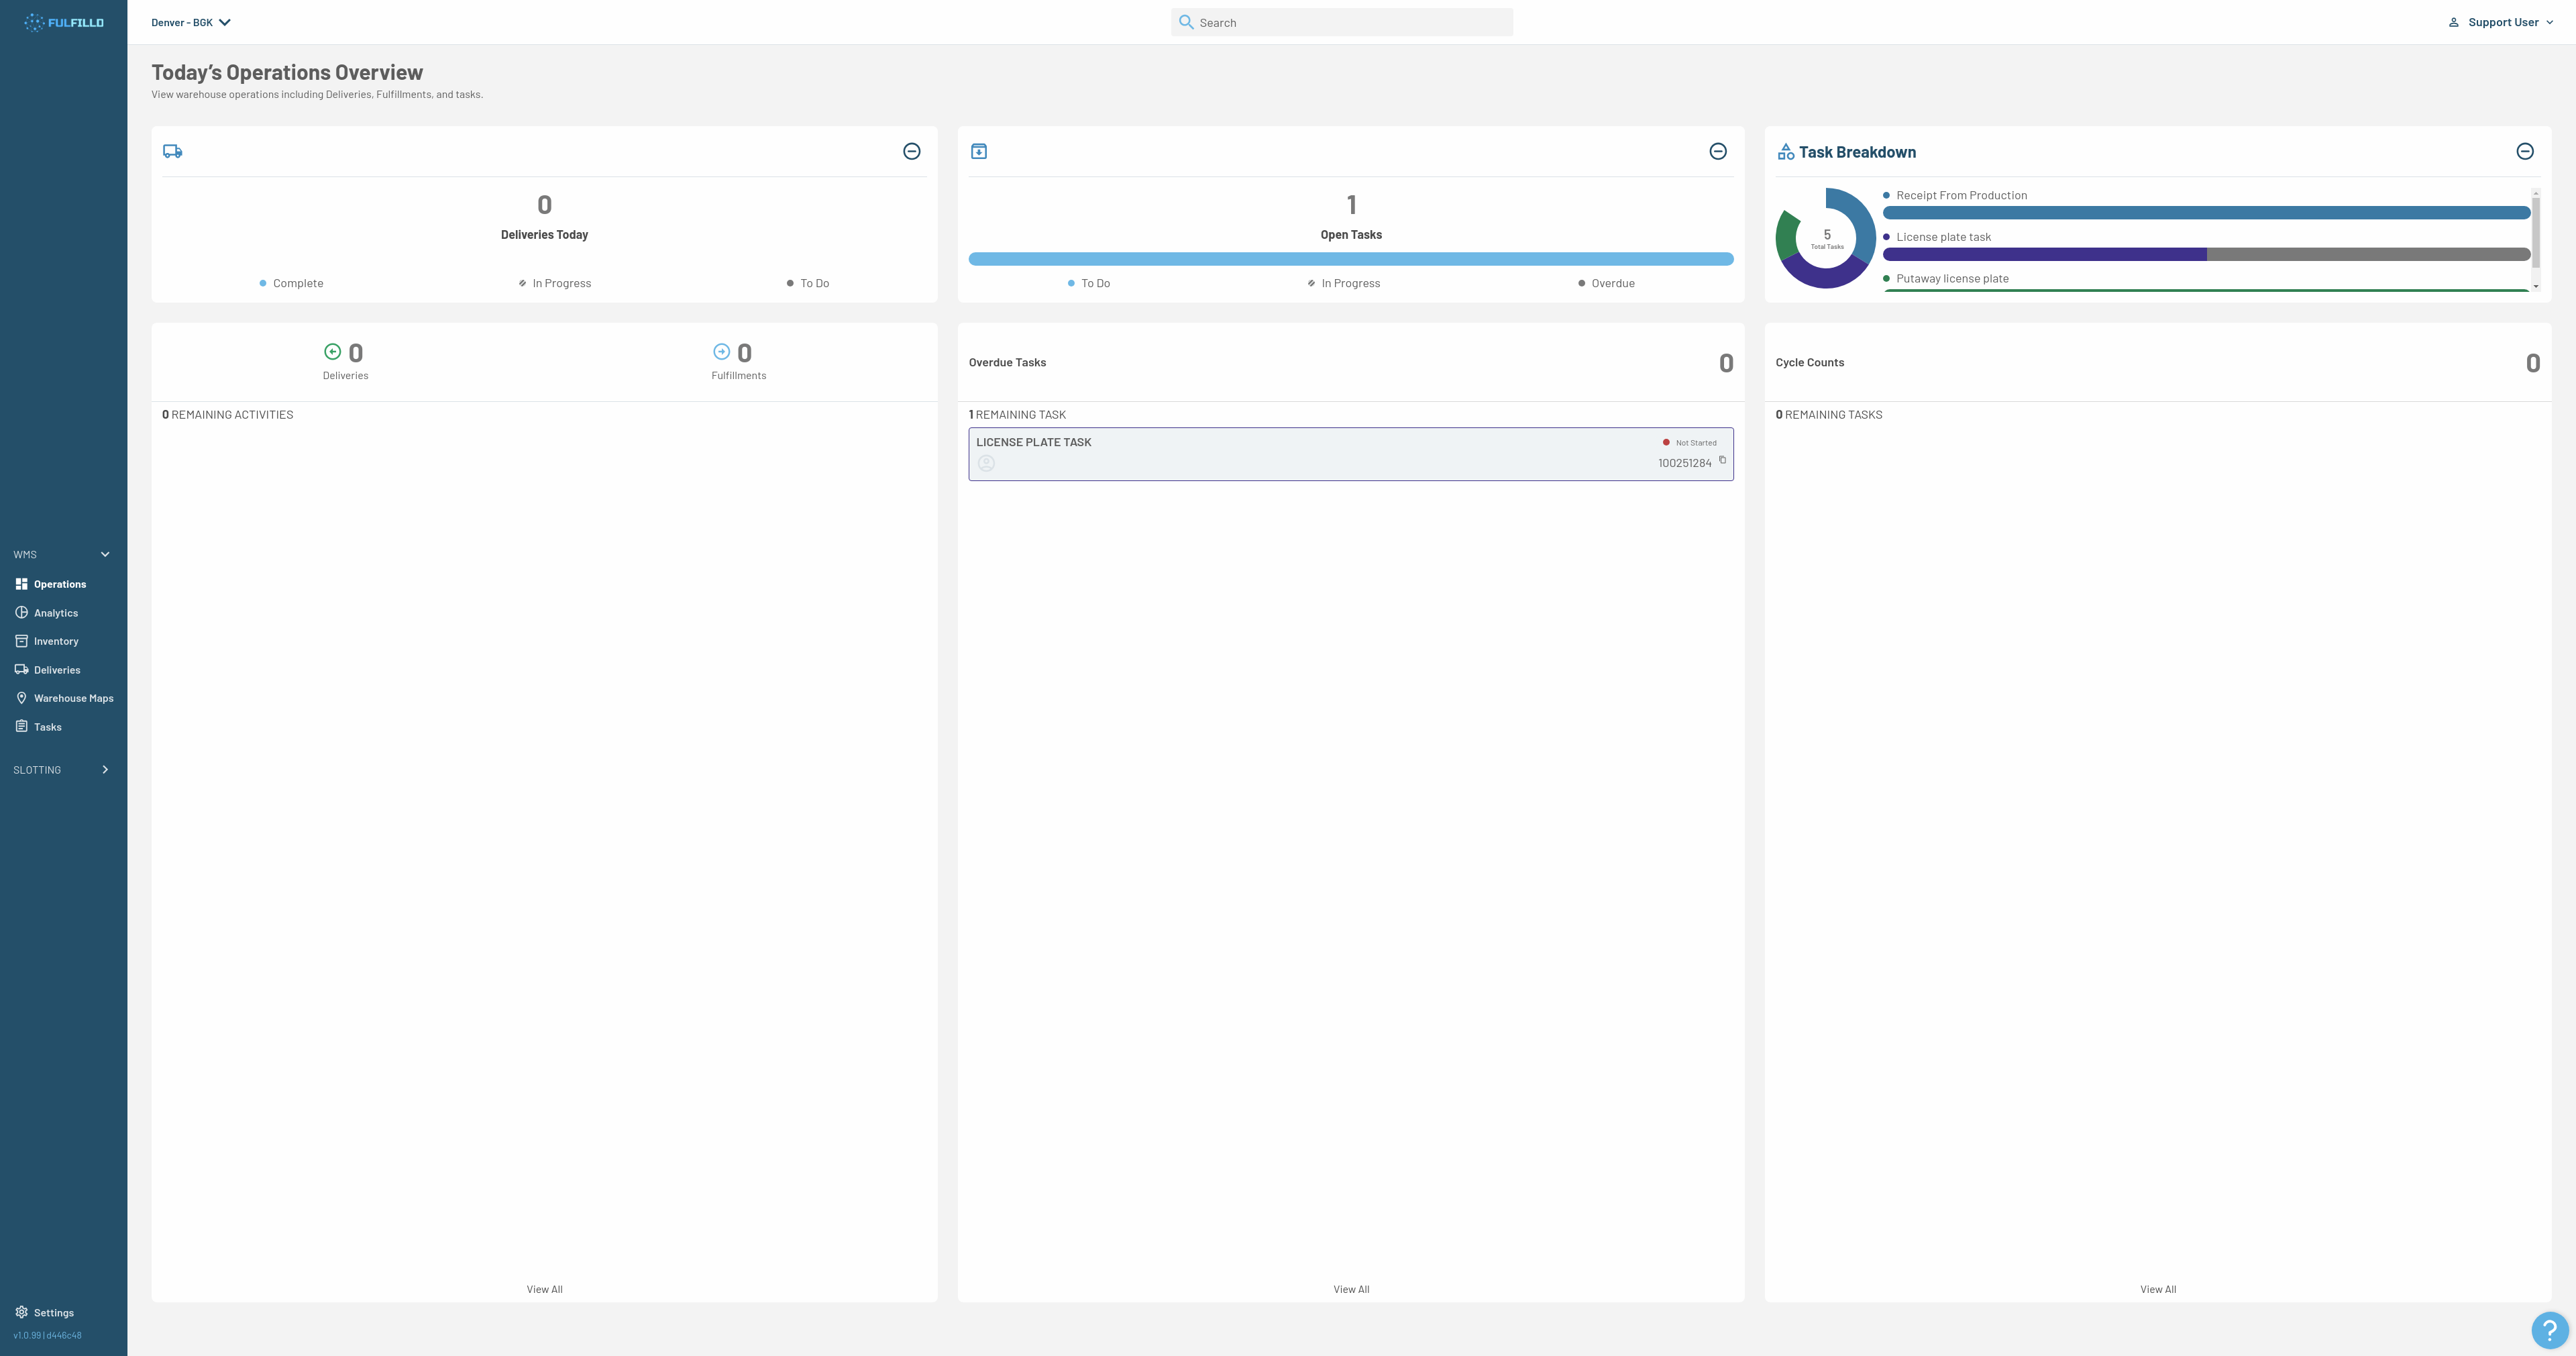 FULFILLD
Denver - BGK
Search
Support User
Today's Operations Overview
View warehouse operations including Deliveries, Fulfillments, and tasks.
0
Deliveries Today
Complete
In Progress
To Do
1
Open Tasks
To Do
In Progress
Overdue
Task Breakdown
5
Total Tasks
Receipt From Production
License plate task
Putaway license plate
0
Deliveries
0
Fulfillments
0 REMAINING ACTIVITIES
View All
Overdue Tasks
0
1 REMAINING TASK
LICENSE PLATE TASK
Not Started
100251284
View All
Cycle Counts
0
0 REMAINING TASKS
View All
WMS
Operations
Analytics
Inventory
Deliveries
Warehouse Maps
Tasks
SLOTTING
Settings
v1.0.99 | d446c48
?